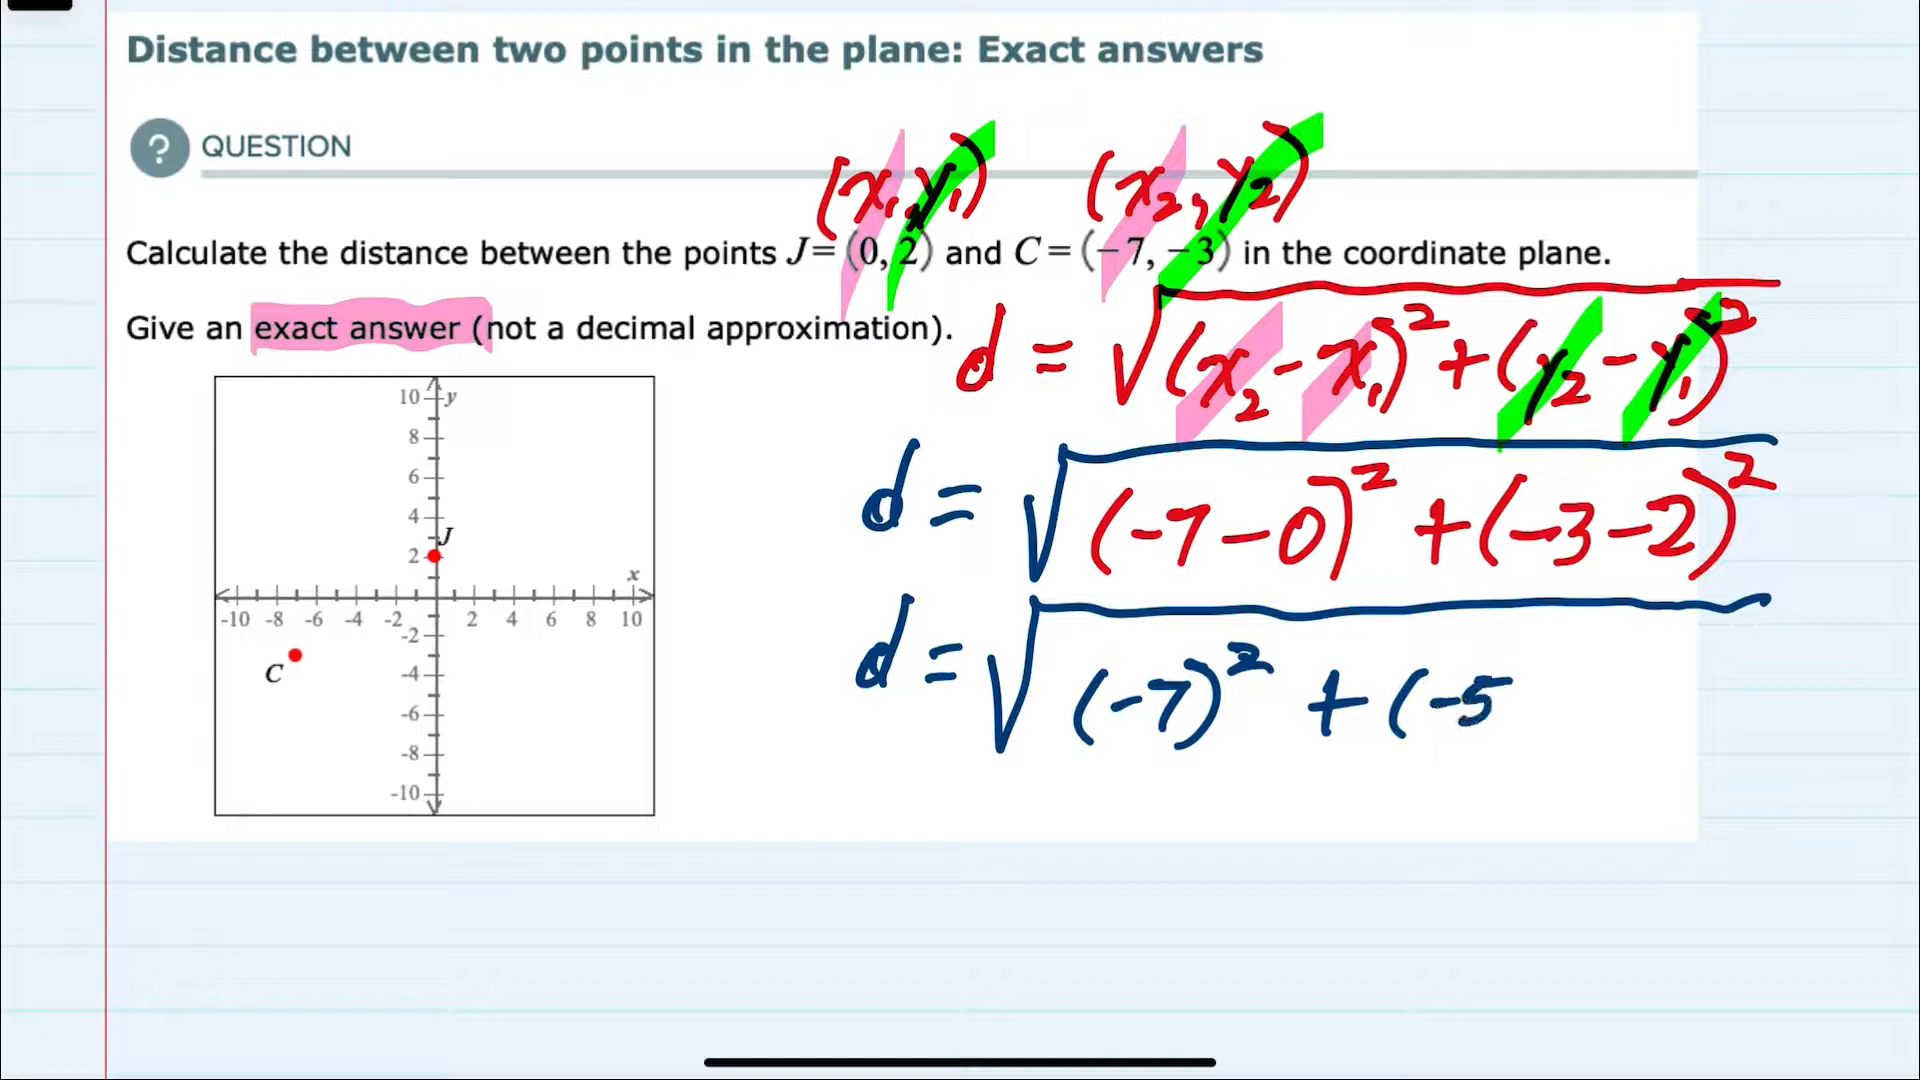 Distance between two points in the plane: Exact answers
? QUESTION
(x₁, y₁) (x₂, y₂)
Calculate the distance between the points J = (0, 2) and C = (−7, −3) in the coordinate plane.
Give an exact answer (not a decimal approximation).
d = √((x₂ - x₁)² + (y₂ - y₁)²)
d = √((-7-0)² + (-3-2)²)
d = √((-7)² + (-5
10 y
8
6
4
J
2
x
-10 -8 -6 -4 -2 2 4 6 8 10
-2
C
-4
-6
-8
-10